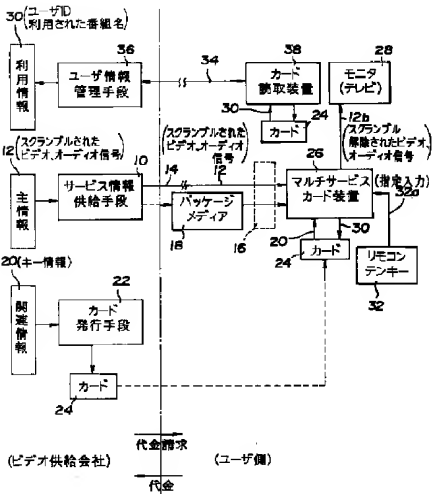 30(ユーザID
利用された番組名)
利用情報
36
ユーザ情報
管理手段
34
38
カード
読取装置
30
24
カード
28
モニタ
(テレビ)
12b
(スクランブル
解除されたビデオ、
オーディオ信号)
12(スクランブルされた
ビデオ、オーディオ信号)
主情報
10
サービス情報
供給手段
(スクランブルされた
ビデオ、オーディオ
信号)
14
12
パッケージ
メディア
18
16
26
マルチサービス
カード装置
(指定入力)
32a
20
30
24
カード
リモコン
テンキー
32
20(キー情報)
関連情報
22
カード
発行手段
カード
24
代金請求
(ビデオ供給会社)
(ユーザ側)
代金